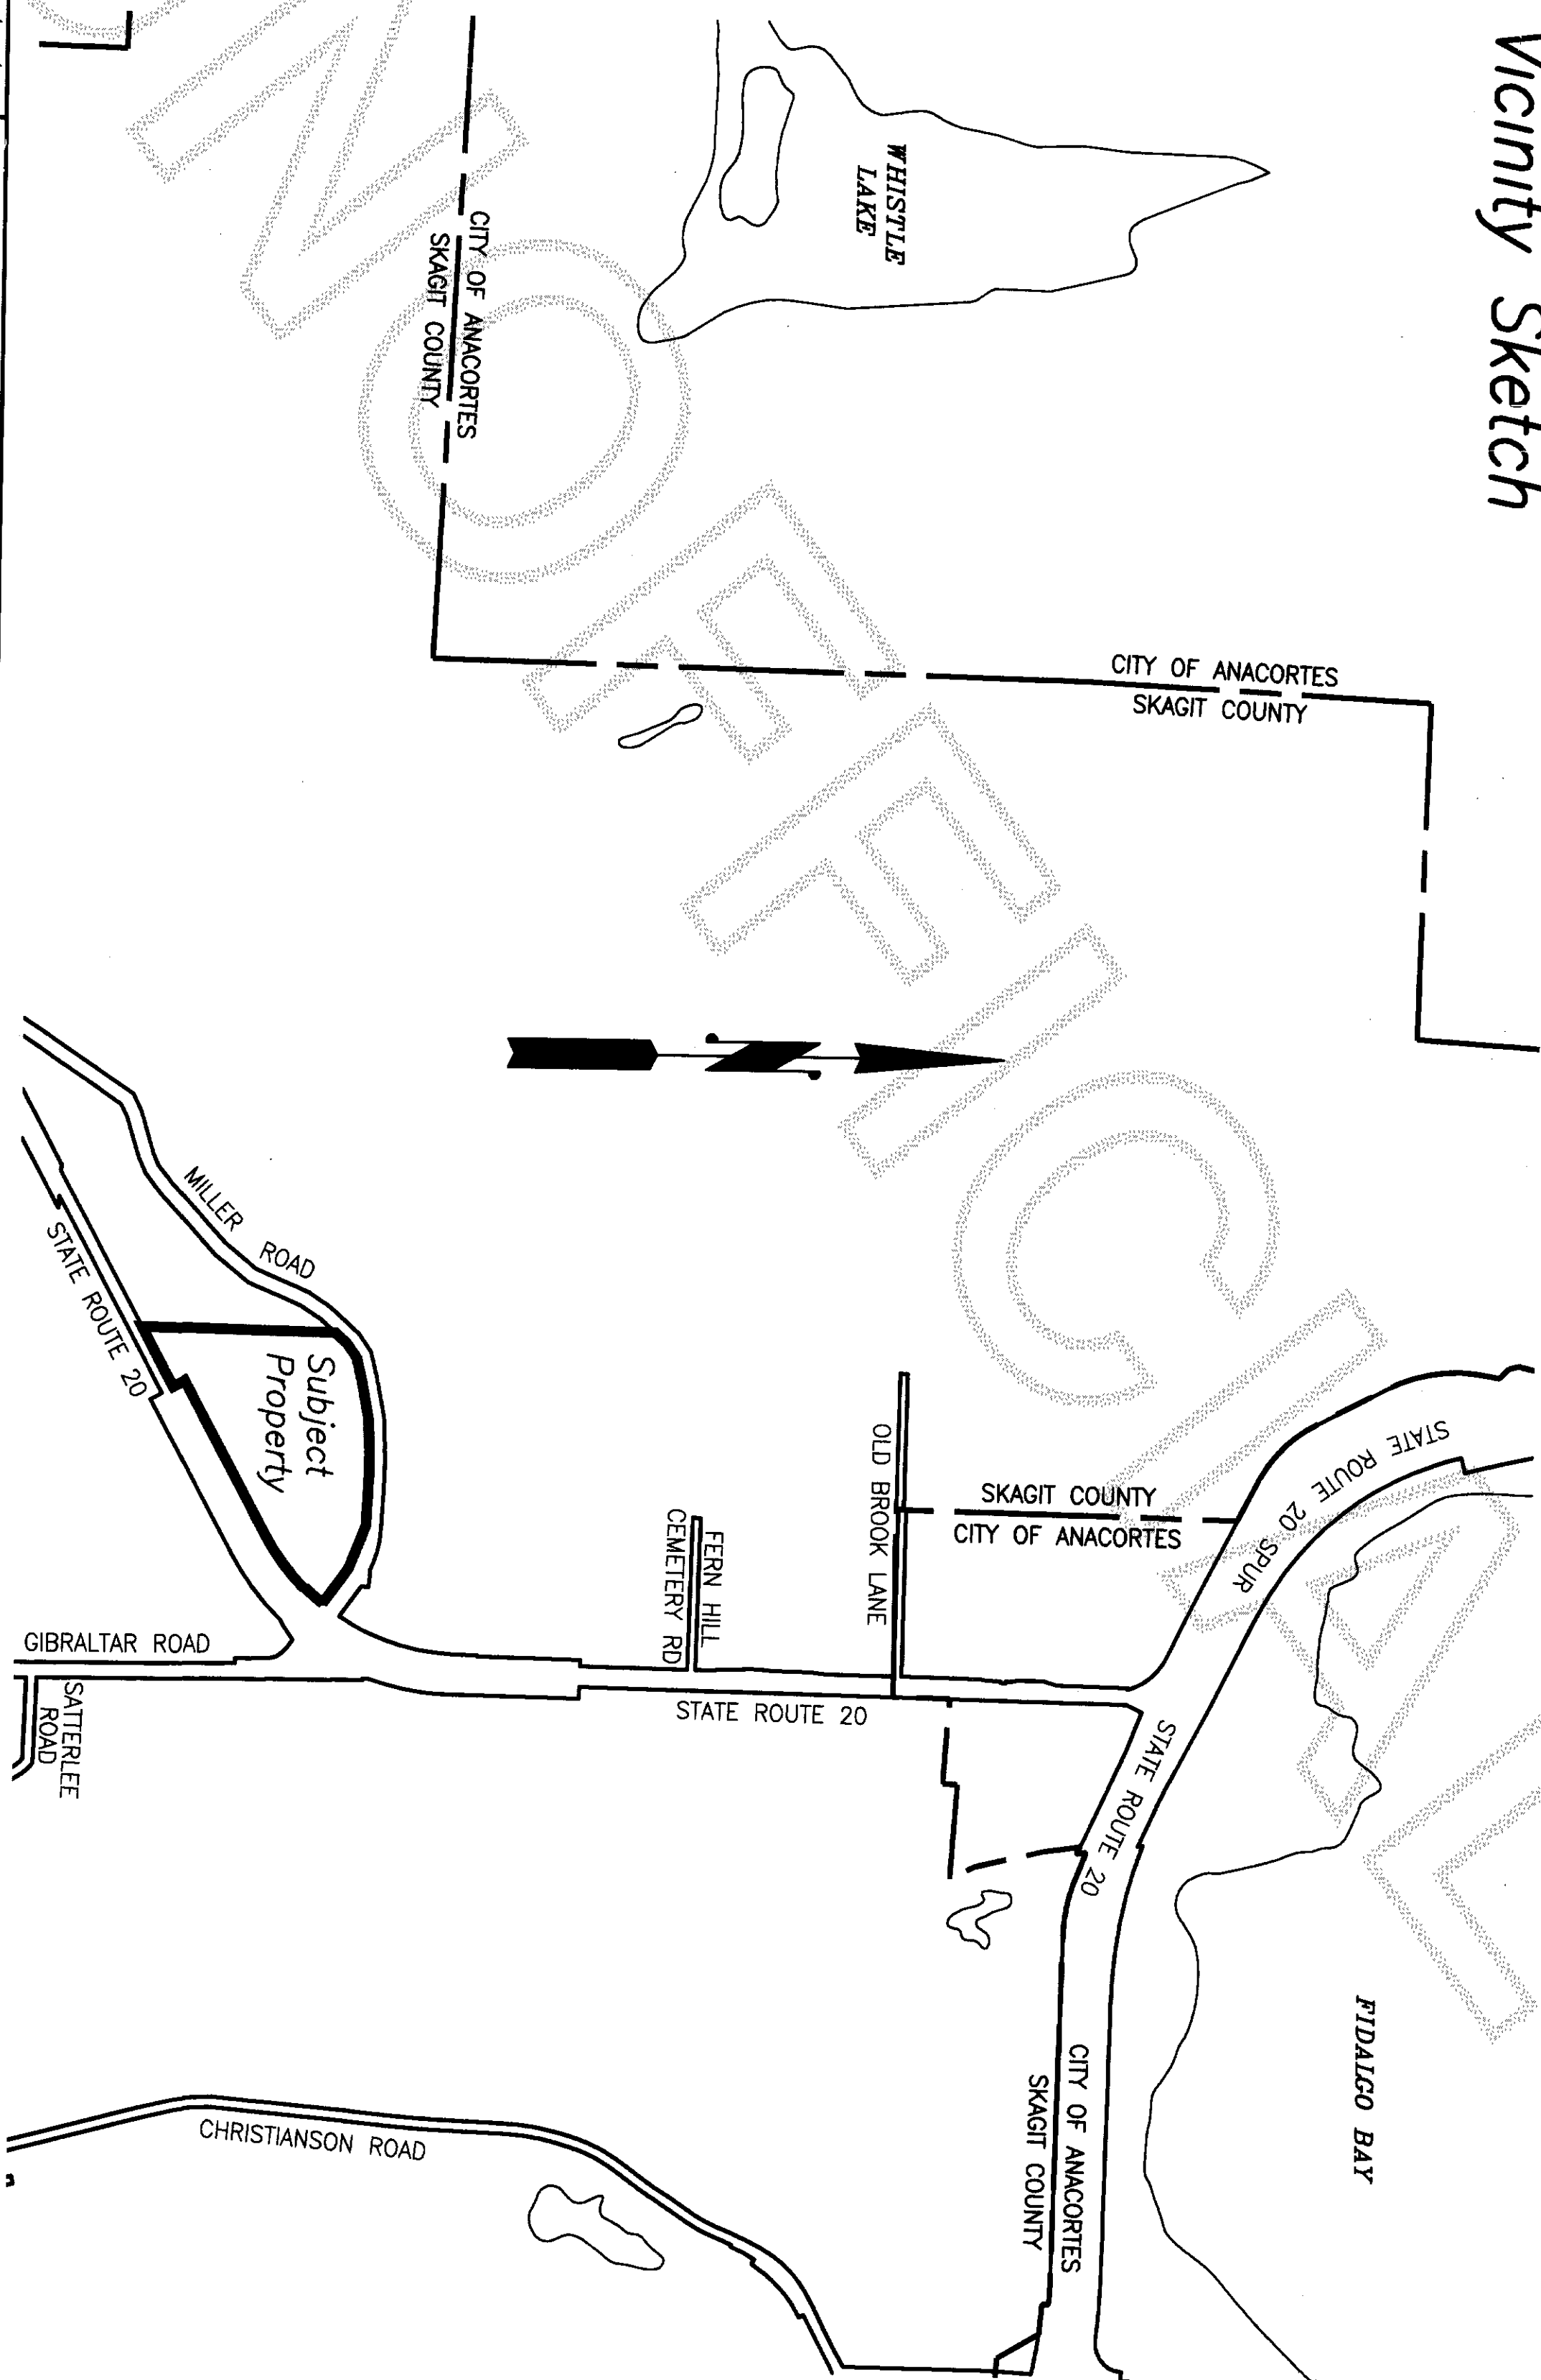 Vicinity Sketch
WHISTLE
LAKE
CITY OF ANACORTES
SKAGIT COUNTY
CITY OF ANACORTES
SKAGIT COUNTY
FIDALGO BAY
STATE ROUTE 20 SPUR
SKAGIT COUNTY
CITY OF ANACORTES
OLD BROOK LANE
FERN HILL
CEMETERY RD
STATE ROUTE 20
STATE ROUTE 20
CITY OF ANACORTES
SKAGIT COUNTY
MILLER ROAD
Subject
Property
STATE ROUTE 20
GIBRALTAR ROAD
SATTERLEE
ROAD
CHRISTIANSON ROAD
UNOFFICIAL